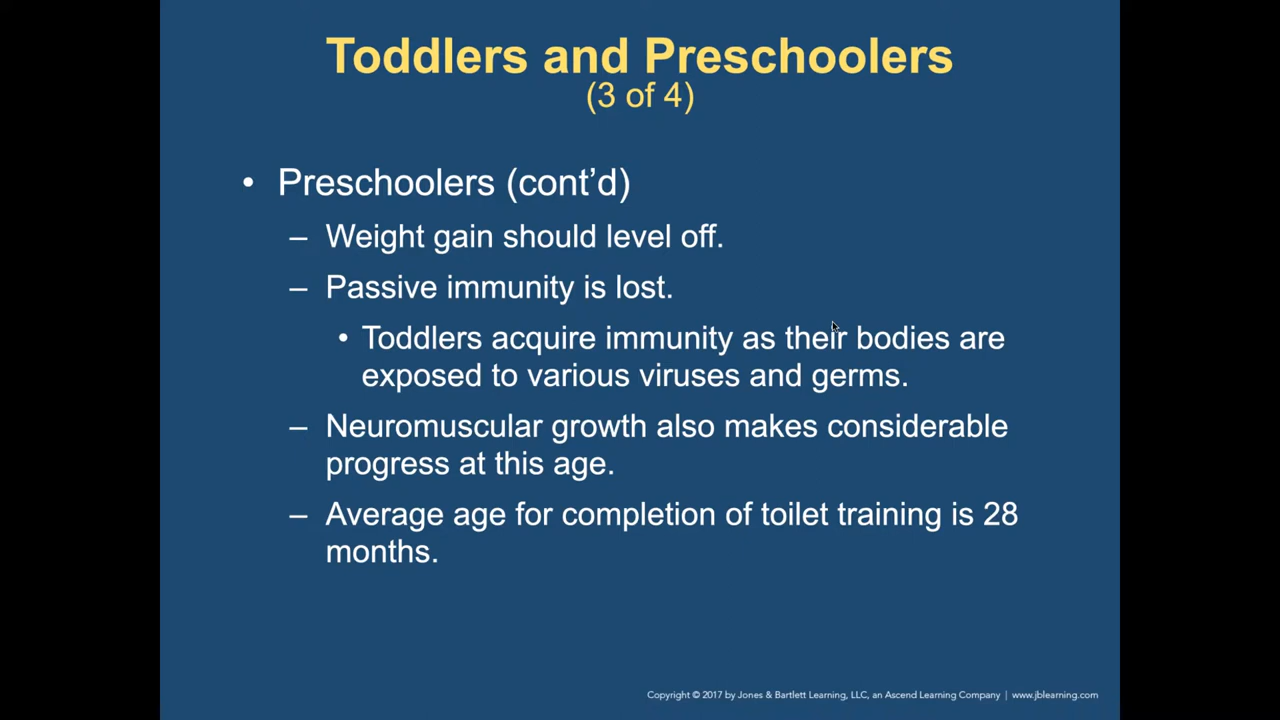 Toddlers and Preschoolers
(3 of 4)
• Preschoolers (cont’d)
– Weight gain should level off.
– Passive immunity is lost.
• Toddlers acquire immunity as their bodies are
exposed to various viruses and germs.
– Neuromuscular growth also makes considerable
progress at this age.
– Average age for completion of toilet training is 28
months.
Copyright © 2017 by Jones & Bartlett Learning, LLC, an Ascend Learning Company | www.jblearning.com